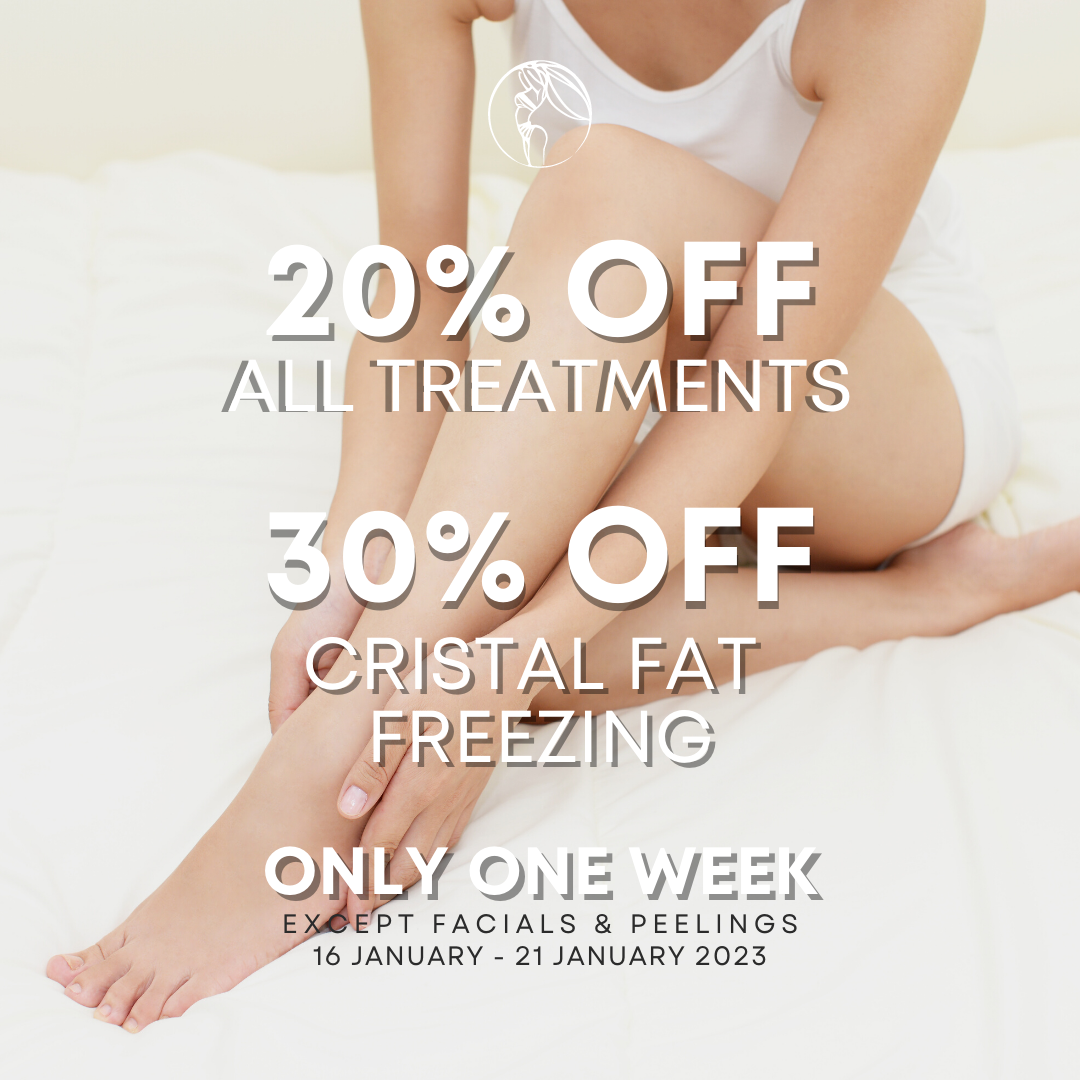 20% OFF
ALL TREATMENTS
30% OFF
CRISTAL FAT
FREEZING
ONLY ONE WEEK
EXCEPT FACIALS & PEELINGS
16 JANUARY - 21 JANUARY 2023